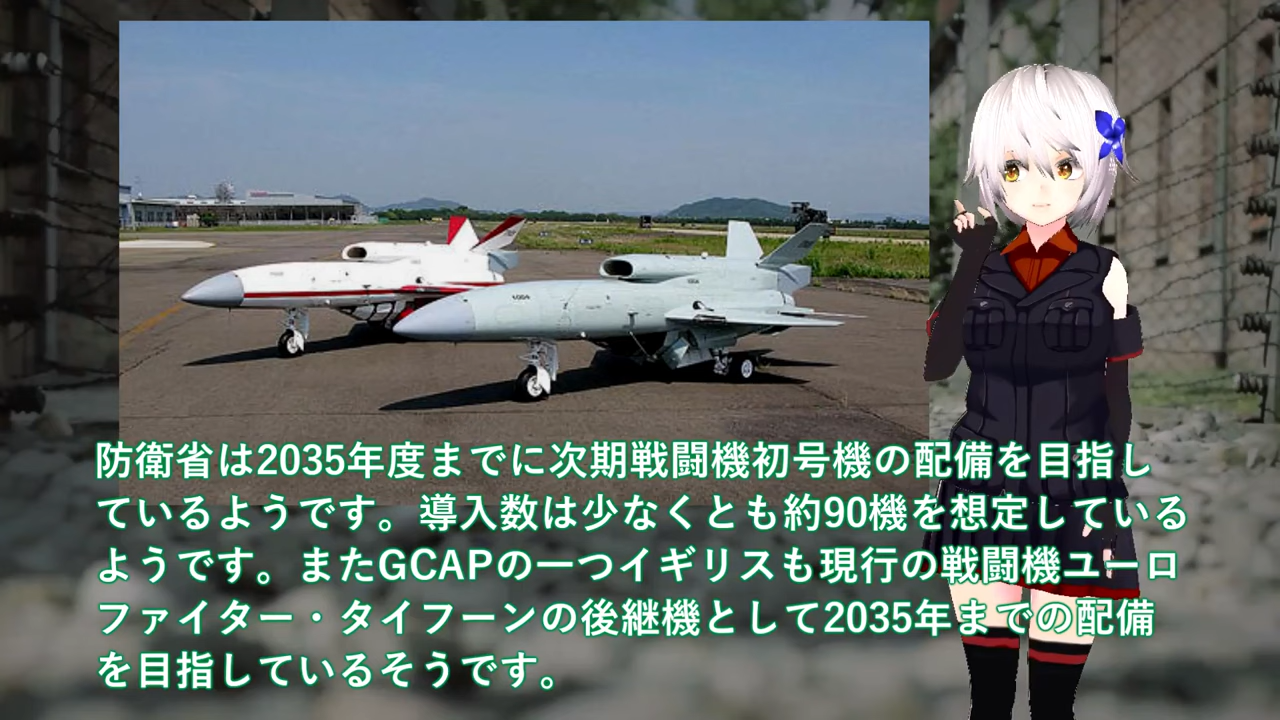 防衛省は2035年度までに次期戦闘機初号機の配備を目指し
ているようです。導入数は少なくとも約90機を想定している
ようです。またGCAPの一つイギリスも現行の戦闘機ユーロ
ファイター・タイフーンの後継機として2035年までの配備
を目指しているそうです。